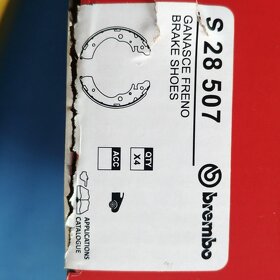 S 28 507
GANASCE FRENO
BRAKE SHOES
ACC
QTY
X4
brembo
APPLICATIONS
CATALOGUE